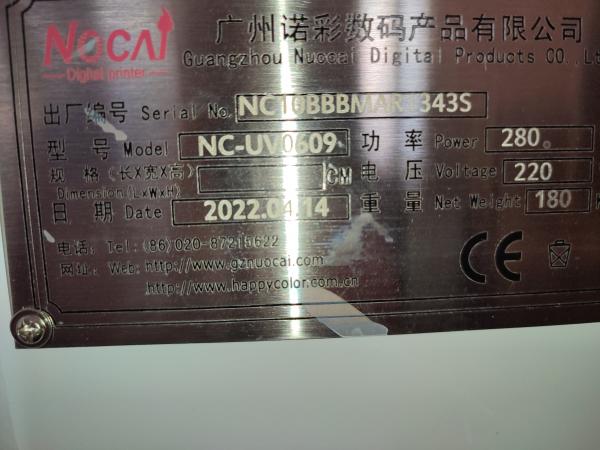 NOCAI
Digital printer
广州诺彩数码产品有限公司
Guangzhou Nuocai Digital Products CO.,Lt
出厂编号 Serial No. NC10BBBMAR1343S
型号 Model NC-UV0609 功率 Power 280
规格(长X宽X高) Dimension(LxWxH) CM 电压 Voltage 220
日期 Date 2022.04.14 重量 Net Weight 180
电话: Tel: (86)020-87215622
网址: Web: http://www.gznuocai.com
http://www.happycolor.com.cn
CE